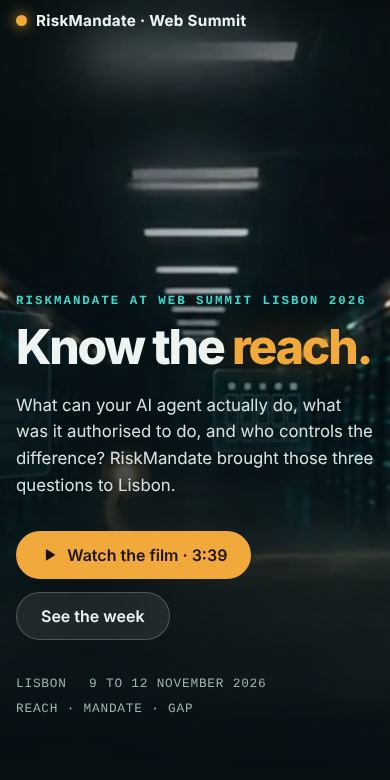 RiskMandate · Web Summit
RISKMANDATE AT WEB SUMMIT LISBON 2026
Know the reach.
What can your AI agent actually do, what
was it authorised to do, and who controls the
difference? RiskMandate brought those three
questions to Lisbon.
Watch the film · 3:39
See the week
LISBON 9 TO 12 NOVEMBER 2026
REACH · MANDATE · GAP